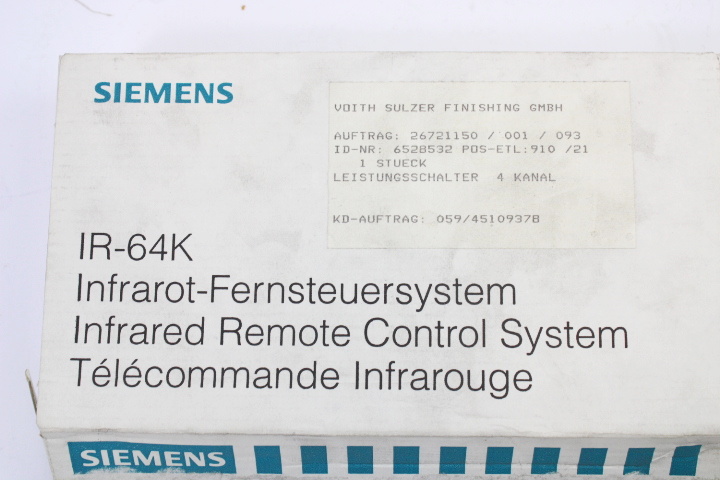 SIEMENS
VOITH SULZER FINISHING GMBH
AUFTRAG: 26721150 / 001 / 093
ID-NR: 6528532 POS-ETL:910 /21
1 STUECK
LEISTUNGSSCHALTER 4 KANAL
KD-AUFTRAG: 059/45109378
IR-64K
Infrarot-Fernsteuersystem
Infrared Remote Control System
Télécommande Infrarouge
SIEMENS